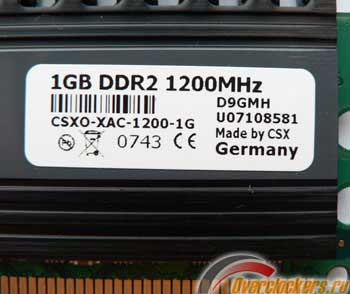 1GB DDR2 1200MHz
D9GMH
CSXO-XAC-1200-1G
U07108581
0743 CE
Made by CSX
Germany
Overclockers.ru